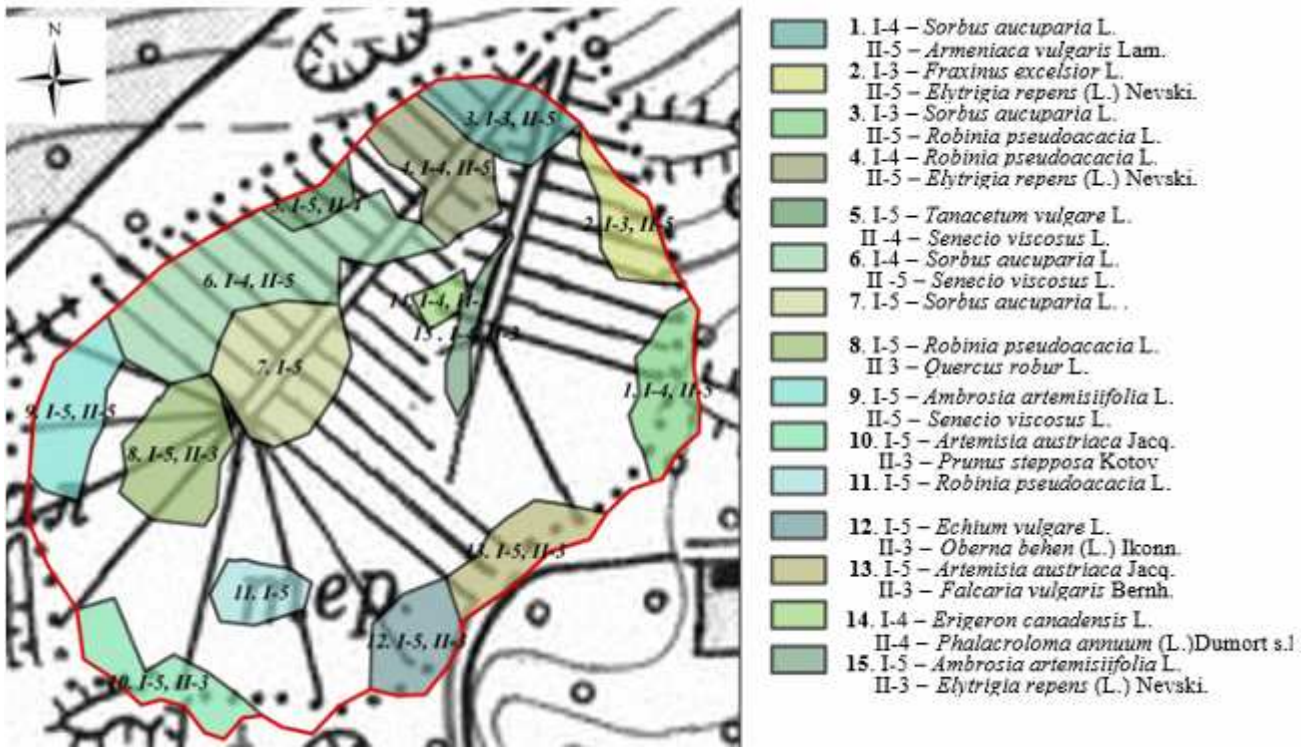 N
3. I-3, II-5
4. I-4, II-5
2. I-3, II-5
6. I-4, II-5
7. I-5
1. I-4, II-5
9. I-5, II-5
8. I-5, II-3
13. I-5, II-3
11. I-5
ер
12. I-5, II-3
10. I-5, II-3
1. I-4 – Sorbus aucuparia L.
II-5 – Armeniaca vulgaris Lam.
2. I-3 – Fraxinus excelsior L.
II-5 – Elytrigia repens (L.) Nevski.
3. I-3 – Sorbus aucuparia L.
II-5 – Robinia pseudoacacia L.
4. I-4 – Robinia pseudoacacia L.
II-5 – Elytrigia repens (L.) Nevski.
5. I-5 – Tanacetum vulgare L.
II -4 – Senecio viscosus L.
6. I-4 – Sorbus aucuparia L.
II -5 – Senecio viscosus L.
7. I-5 – Sorbus aucuparia L. .
8. I-5 – Robinia pseudoacacia L.
II 3 – Quercus robur L.
9. I-5 – Ambrosia artemisiifolia L.
II-5 – Senecio viscosus L.
10. I-5 – Artemisia austriaca Jacq.
II-3 – Prunus stepposa Kotov
11. I-5 – Robinia pseudoacacia L.
12. I-5 – Echium vulgare L.
II-3 – Oberna behen (L.) Ikonn.
13. I-5 – Artemisia austriaca Jacq.
II-3 – Falcaria vulgaris Bernh.
14. I-4 – Erigeron canadensis L.
II-4 – Phalacroloma annuum (L.)Dumort s.l
15. I-5 – Ambrosia artemisiifolia L.
II-3 – Elytrigia repens (L.) Nevski.